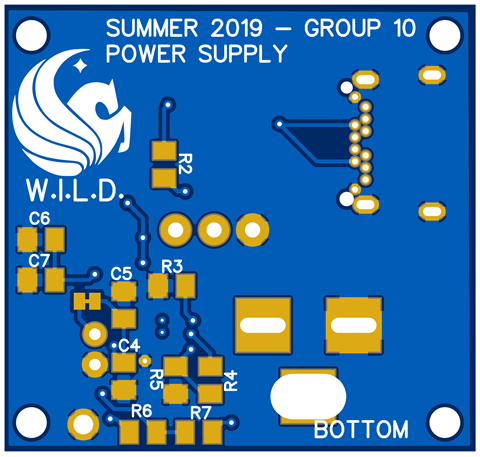 SUMMER 2019 - GROUP 10
POWER SUPPLY
R2
W.I.L.D.
C6
C7
C5
R3
C4
R5
R4
R6
R7
BOTTOM